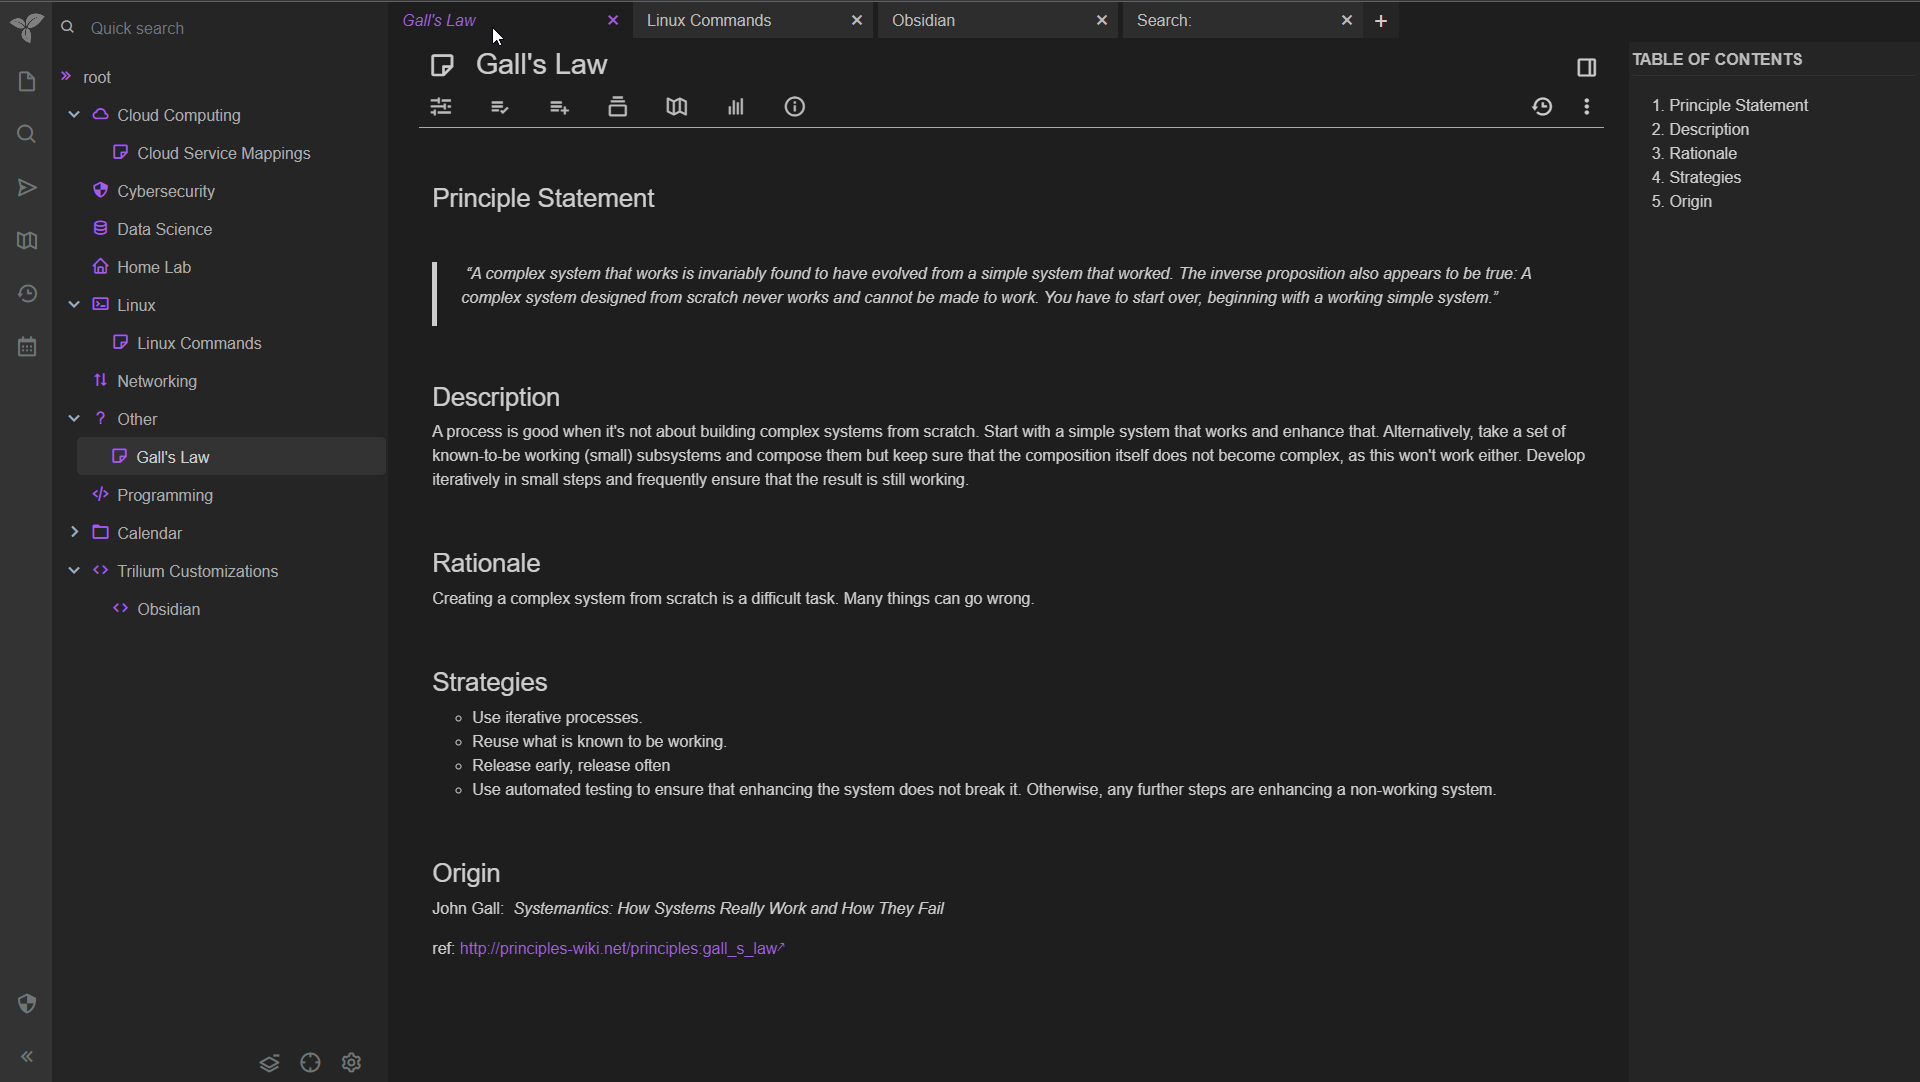 Quick search
root
Cloud Computing
Cloud Service Mappings
Cybersecurity
Data Science
Home Lab
Linux
Linux Commands
Networking
Other
Gall's Law
Programming
Calendar
Trilium Customizations
Obsidian
Gall's Law
Linux Commands
Obsidian
Search:
Gall's Law
Principle Statement
“A complex system that works is invariably found to have evolved from a simple system that worked. The inverse proposition also appears to be true: A
complex system designed from scratch never works and cannot be made to work. You have to start over, beginning with a working simple system.”
Description
A process is good when it's not about building complex systems from scratch. Start with a simple system that works and enhance that. Alternatively, take a set of
known-to-be working (small) subsystems and compose them but keep sure that the composition itself does not become complex, as this won't work either. Develop
iteratively in small steps and frequently ensure that the result is still working.
Rationale
Creating a complex system from scratch is a difficult task. Many things can go wrong.
Strategies
Use iterative processes.
Reuse what is known to be working.
Release early, release often
Use automated testing to ensure that enhancing the system does not break it. Otherwise, any further steps are enhancing a non-working system.
Origin
John Gall: Systemantics: How Systems Really Work and How They Fail
ref: http://principles-wiki.net/principles:gall_s_law
TABLE OF CONTENTS
1. Principle Statement
2. Description
3. Rationale
4. Strategies
5. Origin